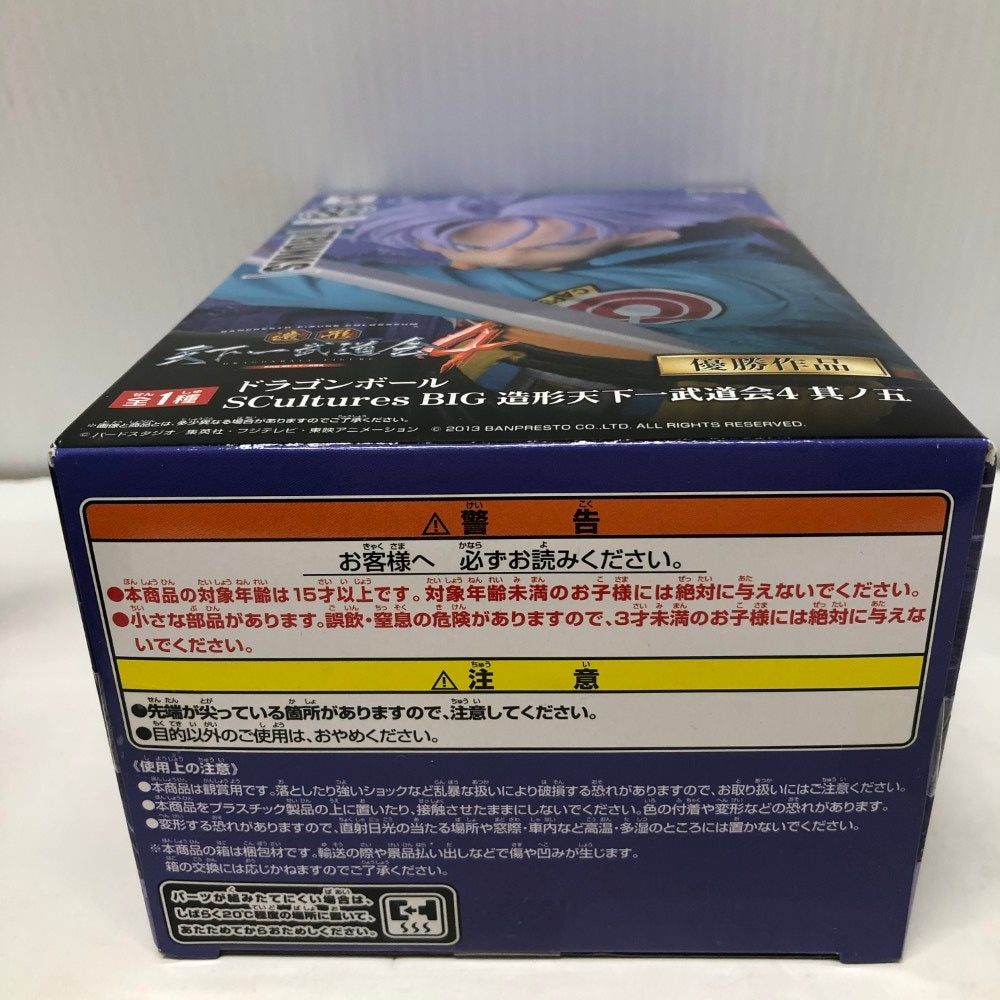 TRUNKS
BANPRESTO FIGURE COLOSSEUM
造形
天下一武道会4
優勝作品
全1種
ドラゴンボール
SCultures BIG 造形天下一武道会4 其ノ五
※画像と商品とは、多少異なる場合がありますのでご了承ください。
© バードスタジオ/集英社・フジテレビ・東映アニメーション © 2013 BANPRESTO CO.,LTD. ALL RIGHTS RESERVED.
⚠警告
お客様へ 必ずお読みください。
●本商品の対象年齢は15才以上です。対象年齢未満のお子様には絶対に与えないでください。
●小さな部品があります。誤飲・窒息の危険がありますので、3才未満のお子様には絶対に与えな
いでください。
⚠注意
●先端が尖っている箇所がありますので、注意してください。
●目的以外のご使用は、おやめください。
《使用上の注意》
●本商品は観賞用です。落としたり強いショックなど乱暴な扱いにより破損する恐れがありますので、お取り扱いにはご注意ください。
●本商品をプラスチック製品の上に置いたり、接触させたままにしないでください。色の付着や変形などの恐れがあります。
●変形する恐れがありますので、直射日光の当たる場所や窓際・車内など高温・多湿のところには置かないでください。
※本商品の箱は梱包材です。輸送の際や景品払い出しなどで傷や凹みが生じます。
箱の交換には応じかねますのでご了承ください。
パーツが組みたてにくい場合は、
しばらく20℃程度の場所に置いて、
あたためてからおためしください。